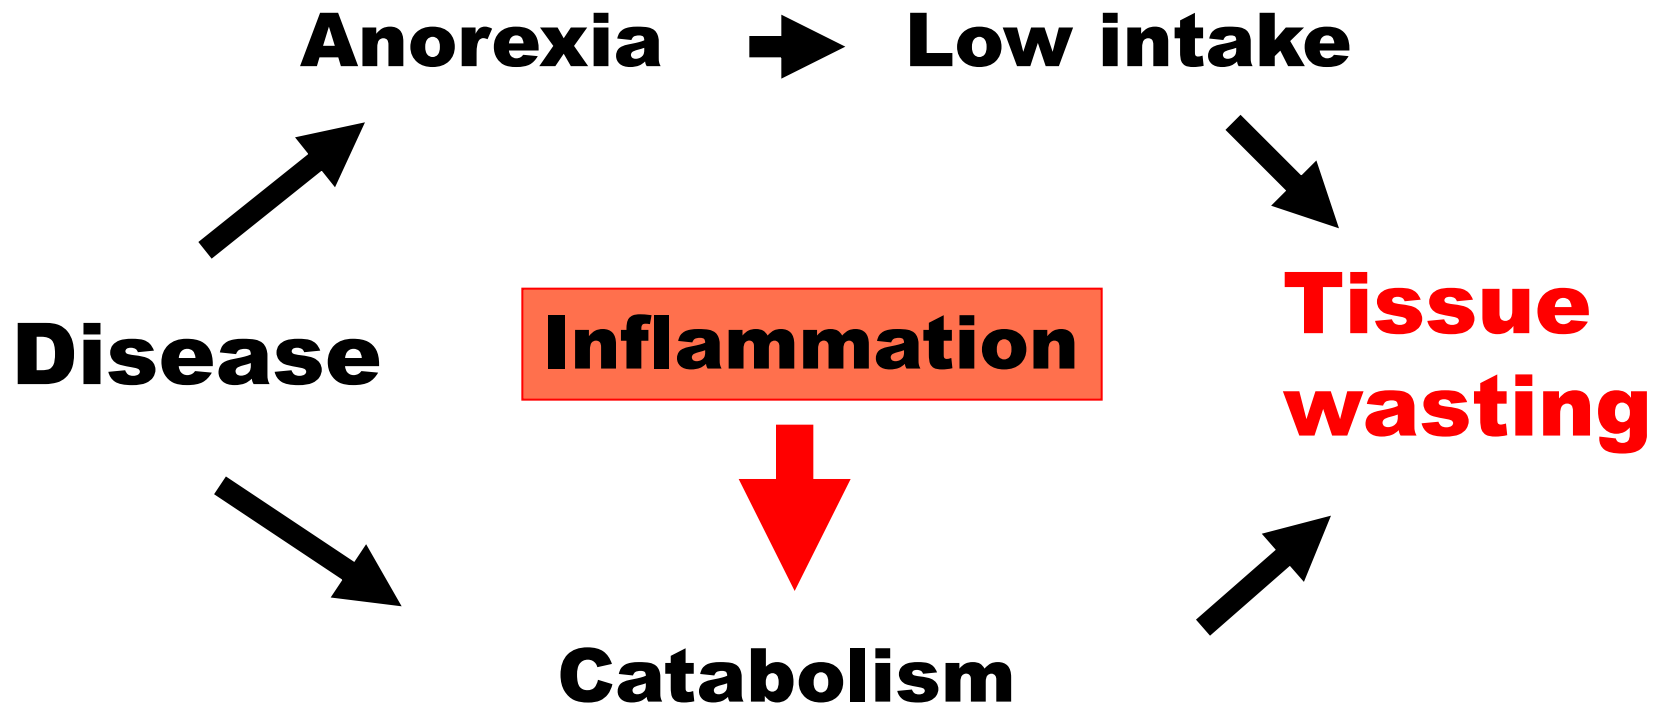 Anorexia
Low intake
Disease
Inflammation
Tissue
wasting
Catabolism